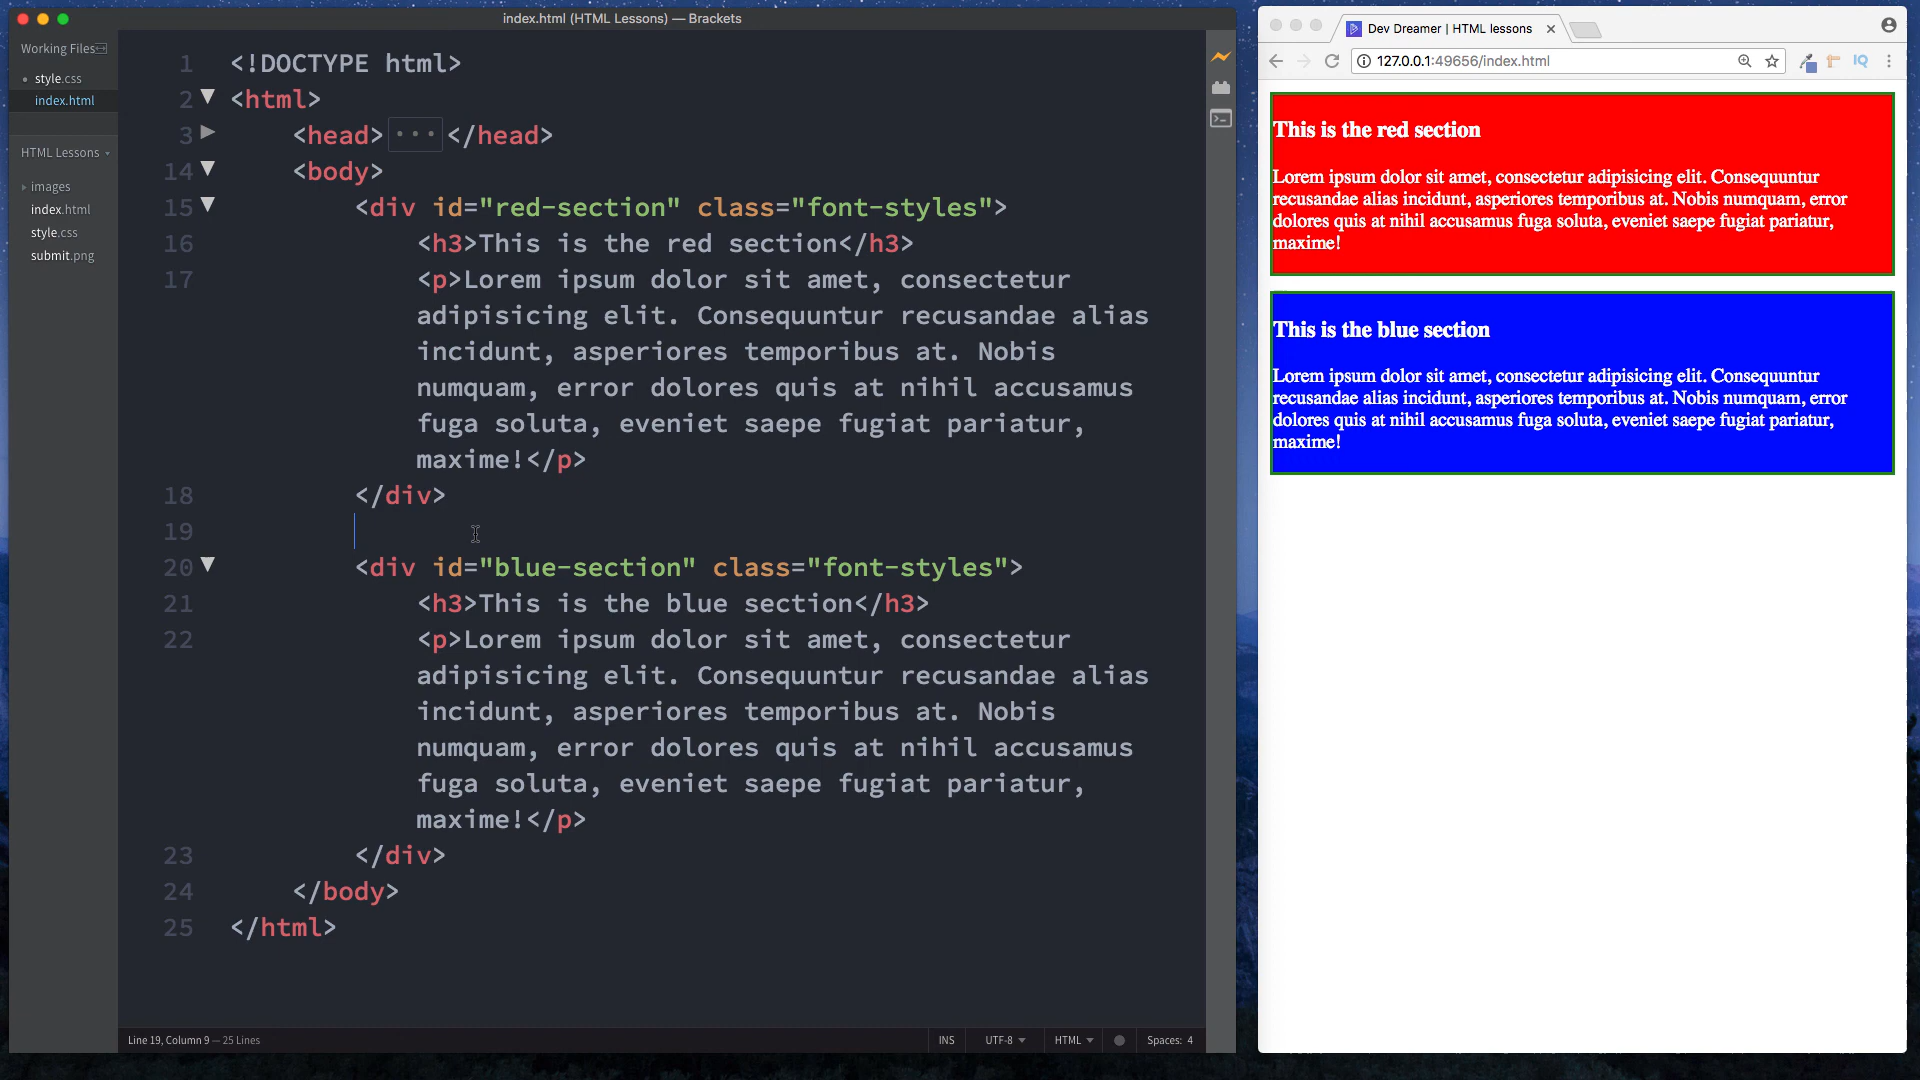 index.html (HTML Lessons) — Brackets
Working Files
style.css
index.html
HTML Lessons
images
index.html
style.css
submit.png
1 <!DOCTYPE html>
2 <html>
3 <head>···</head>
14 <body>
15 <div id="red-section" class="font-styles">
16 <h3>This is the red section</h3>
17 <p>Lorem ipsum dolor sit amet, consectetur
adipisicing elit. Consequuntur recusandae alias
incidunt, asperiores temporibus at. Nobis
numquam, error dolores quis at nihil accusamus
fuga soluta, eveniet saepe fugiat pariatur,
maxime!</p>
18 </div>
19
20 <div id="blue-section" class="font-styles">
21 <h3>This is the blue section</h3>
22 <p>Lorem ipsum dolor sit amet, consectetur
adipisicing elit. Consequuntur recusandae alias
incidunt, asperiores temporibus at. Nobis
numquam, error dolores quis at nihil accusamus
fuga soluta, eveniet saepe fugiat pariatur,
maxime!</p>
23 </div>
24 </body>
25 </html>
Line 19, Column 9 — 25 Lines
INS
UTF-8
HTML
Spaces: 4
Dev Dreamer | HTML lessons
127.0.0.1:49656/index.html
IQ
This is the red section
Lorem ipsum dolor sit amet, consectetur adipisicing elit. Consequuntur
recusandae alias incidunt, asperiores temporibus at. Nobis numquam, error
dolores quis at nihil accusamus fuga soluta, eveniet saepe fugiat pariatur,
maxime!
This is the blue section
Lorem ipsum dolor sit amet, consectetur adipisicing elit. Consequuntur
recusandae alias incidunt, asperiores temporibus at. Nobis numquam, error
dolores quis at nihil accusamus fuga soluta, eveniet saepe fugiat pariatur,
maxime!